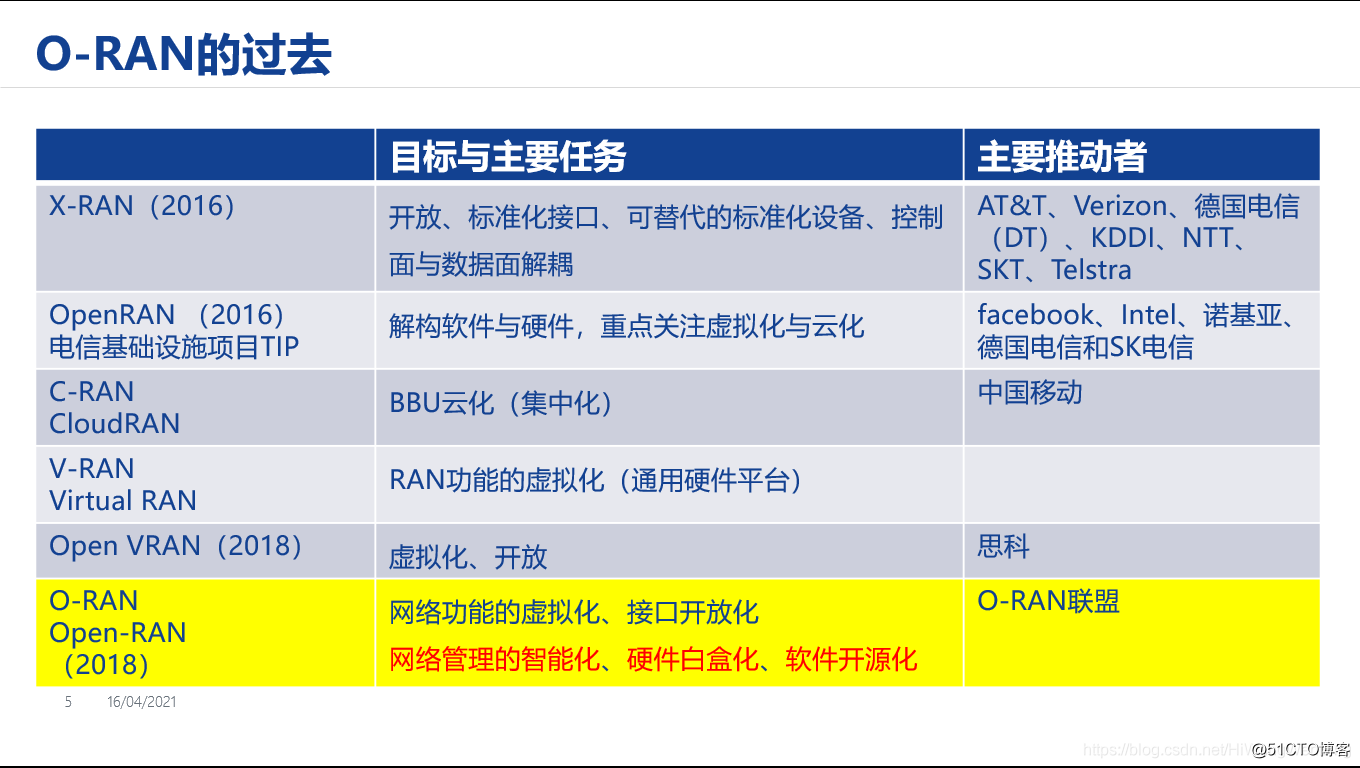 O-RAN的过去
目标与主要任务
主要推动者
X-RAN（2016）
开放、标准化接口、可替代的标准化设备、控制
面与数据面解耦
AT&T、Verizon、德国电信
（DT）、KDDI、NTT、
SKT、Telstra
OpenRAN （2016）
电信基础设施项目TIP
解构软件与硬件，重点关注虚拟化与云化
facebook、Intel、诺基亚、
德国电信和SK电信
C-RAN
CloudRAN
BBU云化（集中化）
中国移动
V-RAN
Virtual RAN
RAN功能的虚拟化（通用硬件平台）
Open VRAN（2018）
虚拟化、开放
思科
O-RAN
Open-RAN
（2018）
网络功能的虚拟化、接口开放化
网络管理的智能化、硬件白盒化、软件开源化
O-RAN联盟
5 16/04/2021
@51CTO博客